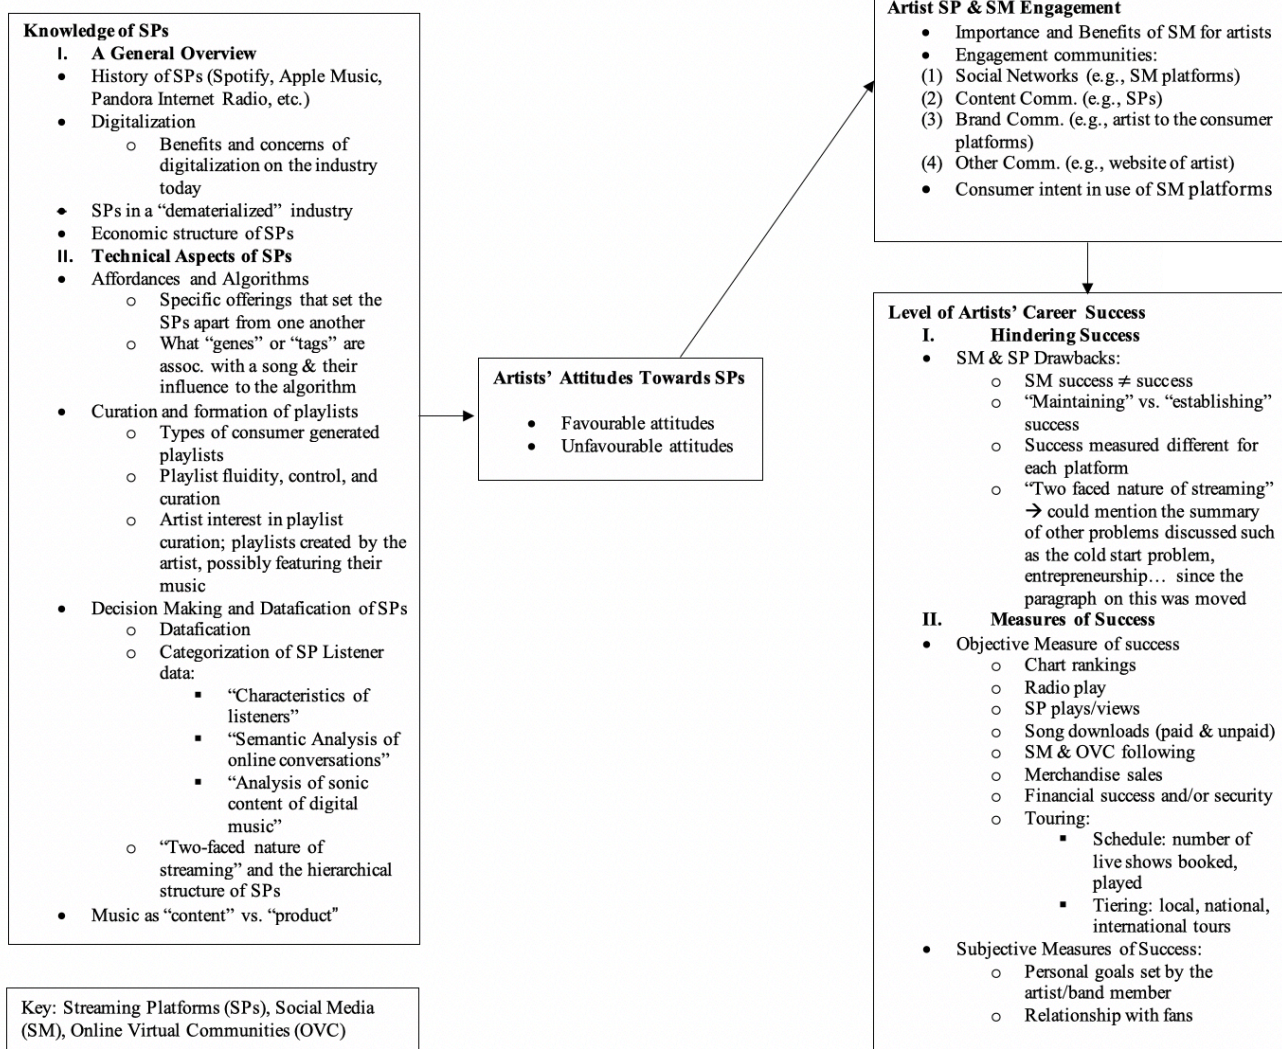 Knowledge of SPs
I. A General Overview
• History of SPs (Spotify, Apple Music,
Pandora Internet Radio, etc.)
• Digitalization
o Benefits and concerns of
digitalization on the industry
today
• SPs in a “dematerialized” industry
• Economic structure of SPs
II. Technical Aspects of SPs
• Affordances and Algorithms
o Specific offerings that set the
SPs apart from one another
o What “genes” or “tags” are
assoc. with a song & their
influence to the algorithm
• Curation and formation of playlists
o Types of consumer generated
playlists
o Playlist fluidity, control, and
curation
o Artist interest in playlist
curation; playlists created by the
artist, possibly featuring their
music
• Decision Making and Datafication of SPs
o Datafication
o Categorization of SP Listener
data:
▪ “Characteristics of
listeners”
▪ “Semantic Analysis of
online conversations”
▪ “Analysis of sonic
content of digital
music”
o “Two-faced nature of
streaming” and the hierarchical
structure of SPs
• Music as “content” vs. “product”
Key: Streaming Platforms (SPs), Social Media
(SM), Online Virtual Communities (OVC)
Artists’ Attitudes Towards SPs
• Favourable attitudes
• Unfavourable attitudes
Artist SP & SM Engagement
• Importance and Benefits of SM for artists
• Engagement communities:
(1) Social Networks (e.g., SM platforms)
(2) Content Comm. (e.g., SPs)
(3) Brand Comm. (e.g., artist to the consumer
platforms)
(4) Other Comm. (e.g., website of artist)
• Consumer intent in use of SM platforms
Level of Artists’ Career Success
I. Hindering Success
• SM & SP Drawbacks:
o SM success ≠ success
o “Maintaining” vs. “establishing”
success
o Success measured different for
each platform
o “Two faced nature of streaming”
→ could mention the summary
of other problems discussed such
as the cold start problem,
entrepreneurship… since the
paragraph on this was moved
II. Measures of Success
• Objective Measure of success
o Chart rankings
o Radio play
o SP plays/views
o Song downloads (paid & unpaid)
o SM & OVC following
o Merchandise sales
o Financial success and/or security
o Touring:
▪ Schedule: number of
live shows booked,
played
▪ Tiering: local, national,
international tours
• Subjective Measures of Success:
o Personal goals set by the
artist/band member
o Relationship with fans